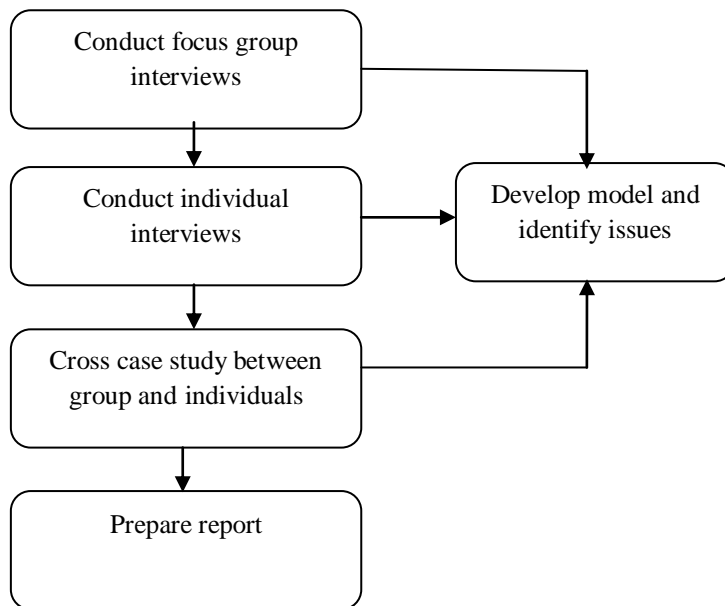 Conduct focus group
interviews
Conduct individual
interviews
Develop model and
identify issues
Cross case study between
group and individuals
Prepare report